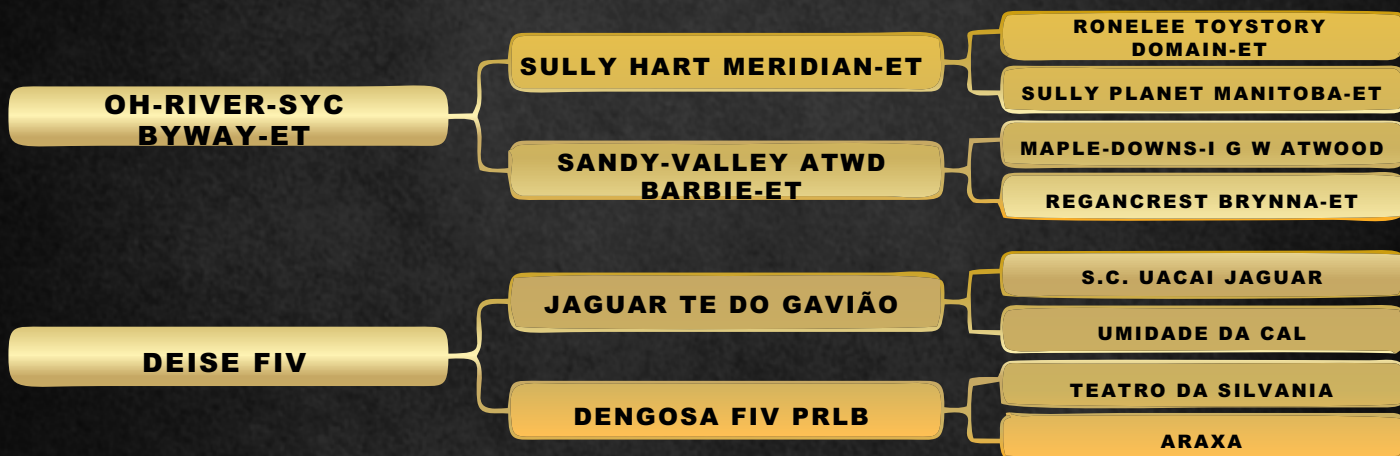 OH-RIVER-SYC
BYWAY-ET
SULLY HART MERIDIAN-ET
SANDY-VALLEY ATWD
BARBIE-ET
RONELEE TOYSTORY
DOMAIN-ET
SULLY PLANET MANITOBA-ET
MAPLE-DOWNS-I G W ATWOOD
REGANCREST BRYNNA-ET
DEISE FIV
JAGUAR TE DO GAVIÃO
DENGOSA FIV PRLB
S.C. UACAI JAGUAR
UMIDADE DA CAL
TEATRO DA SILVANIA
ARAXA